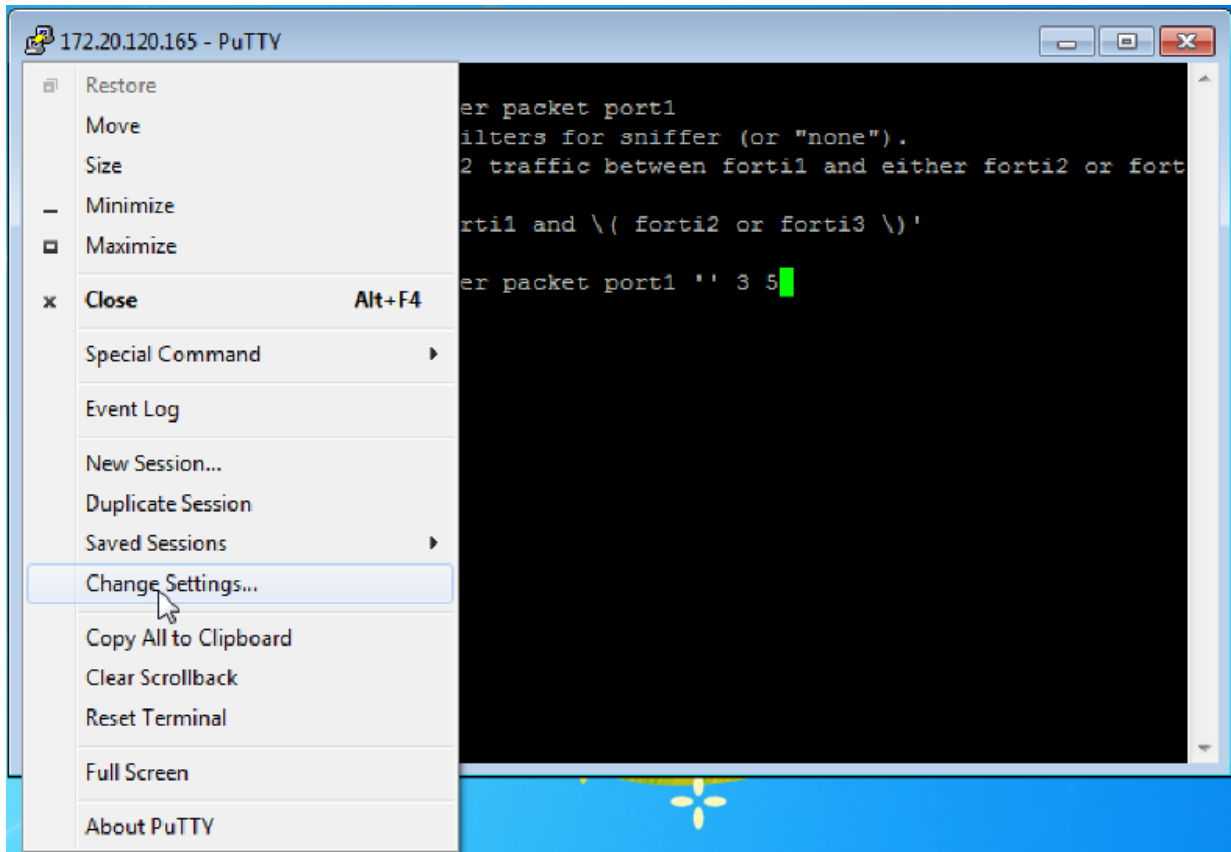 172.20.120.165 - PuTTY
Restore
Move
Size
Minimize
Maximize
Close Alt+F4
Special Command
Event Log
New Session...
Duplicate Session
Saved Sessions
Change Settings...
Copy All to Clipboard
Clear Scrollback
Reset Terminal
Full Screen
About PuTTY
er packet port1
ilters for sniffer (or "none").
2 traffic between forti1 and either forti2 or fort
rti1 and \( forti2 or forti3 \)'
er packet port1 '' 3 5